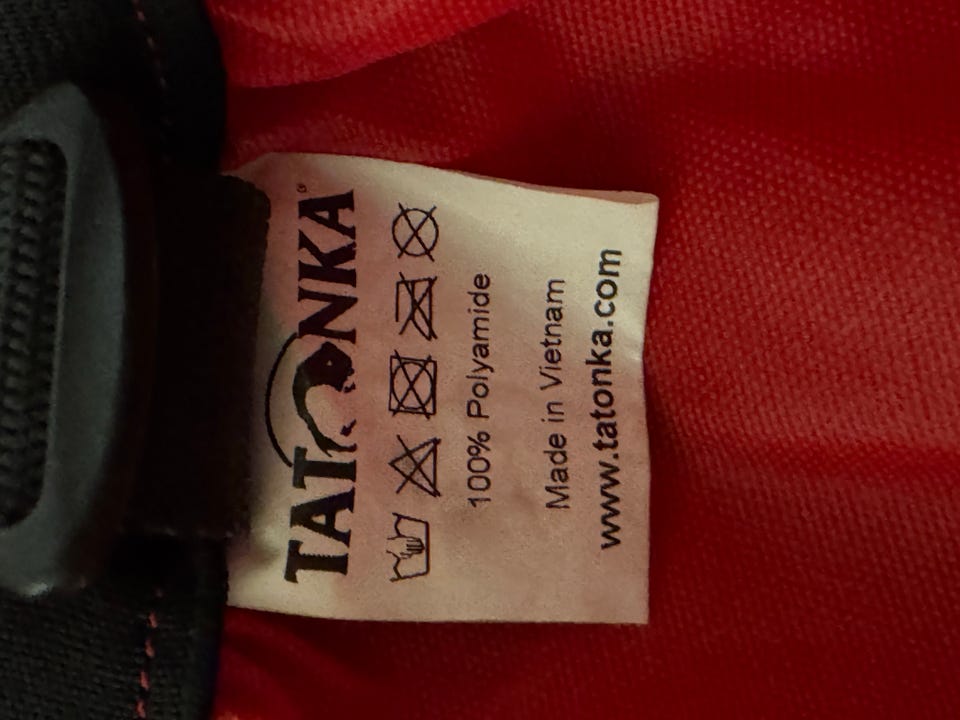 TATONKA®
100% Polyamide
Made in Vietnam
www.tatonka.com